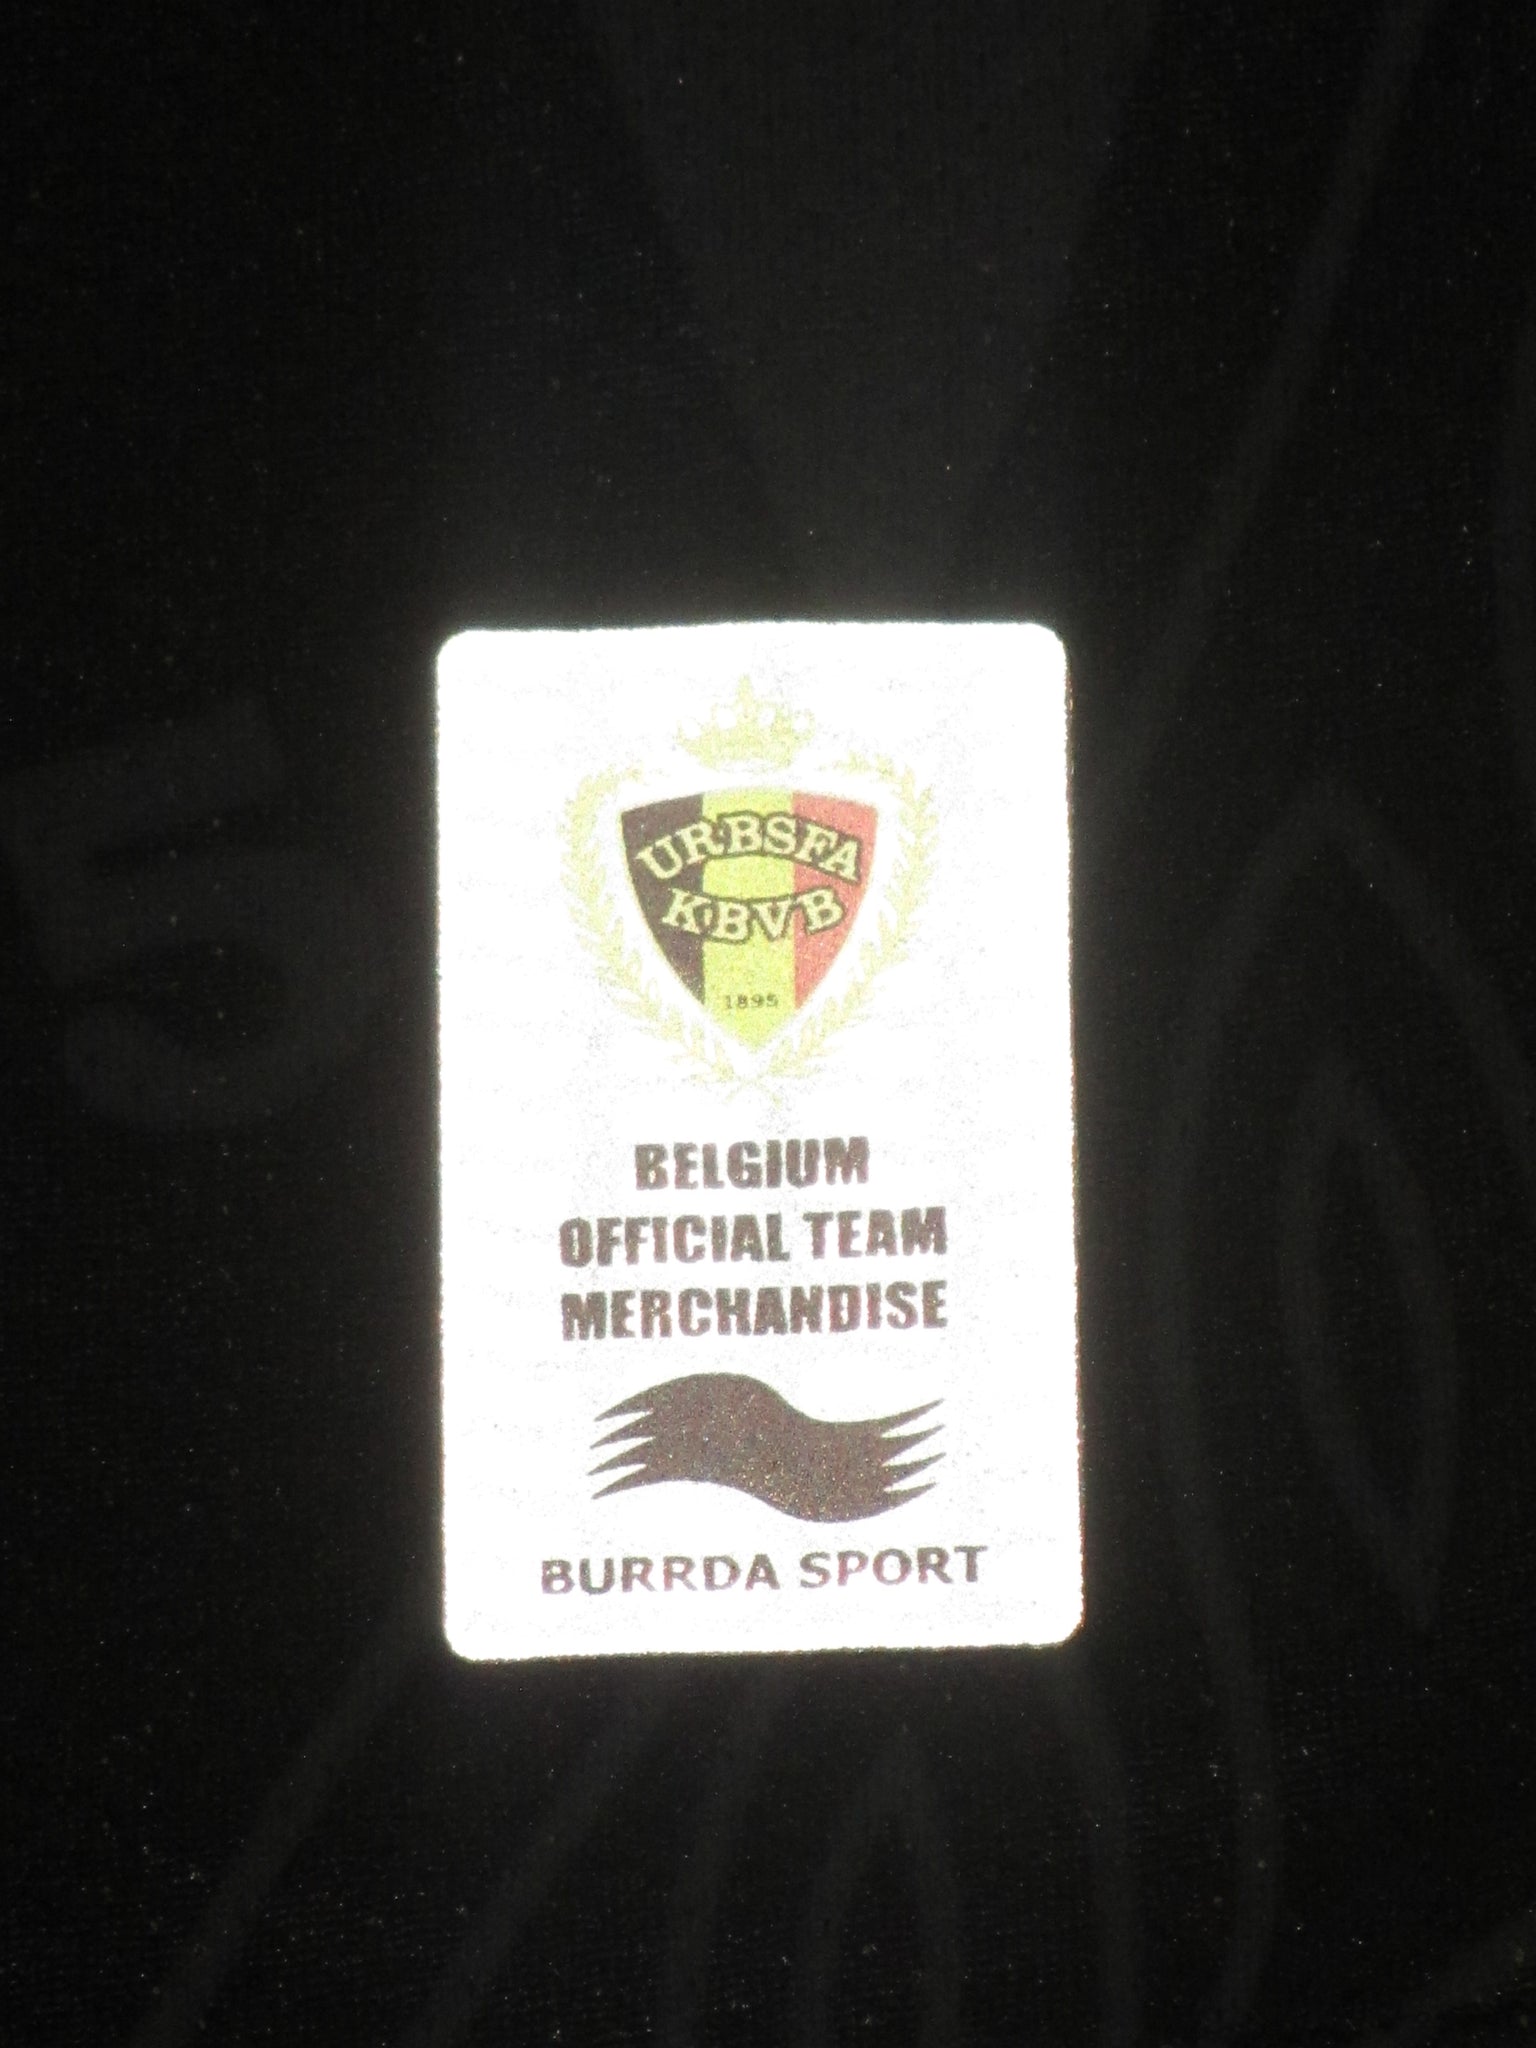 URBSFA
KBVB
1895
BELGIUM
OFFICIAL TEAM
MERCHANDISE
BURRDA SPORT